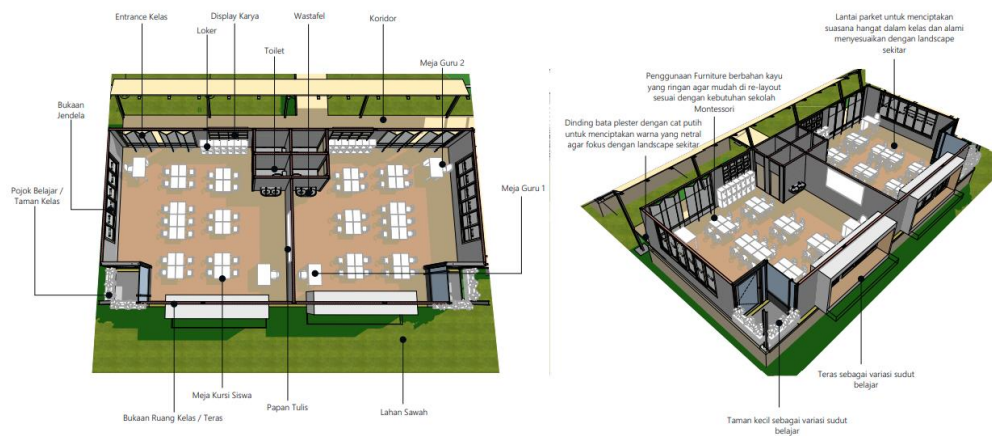 Entrance Kelas
Display Karya
Wastafel
Loker
Koridor
Toilet
Meja Guru 2
Bukaan
Jendela
Pojok Belajar /
Taman Kelas
Meja Guru 1
Meja Kursi Siswa
Papan Tulis
Lahan Sawah
Bukaan Ruang Kelas / Teras
Lantai parket untuk menciptakan
suasana hangat dalam kelas dan alami
menyesuaikan dengan landscape
sekitar
Penggunaan Furniture berbahan kayu
yang ringan agar mudah di re-layout
sesuai dengan kebutuhan sekolah
Montessori
Dinding bata plester dengan cat putih
untuk menciptakan warna yang netral
agar fokus dengan landscape sekitar
Teras sebagai variasi sudut
belajar
Taman kecil sebagai variasi sudut
belajar